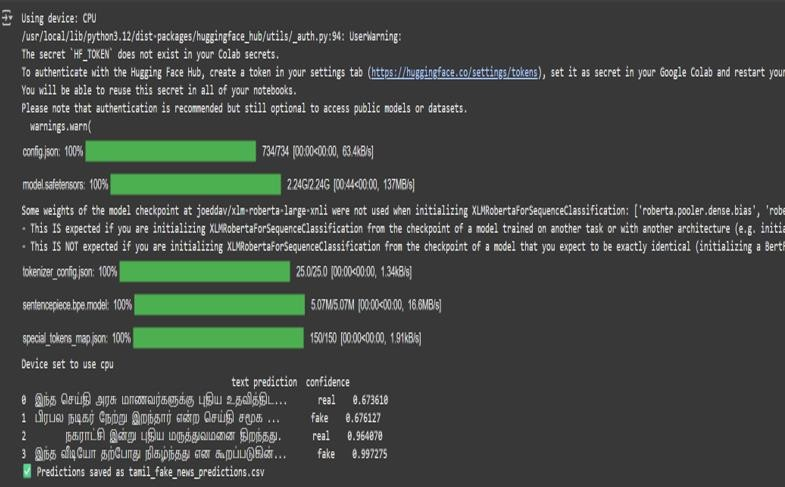 Using device: CPU
/usr/local/lib/python3.12/dist-packages/huggingface_hub/utils/_auth.py:94: UserWarning:
The secret `HF_TOKEN` does not exist in your Colab secrets.
To authenticate with the Hugging Face Hub, create a token in your settings tab (https://huggingface.co/settings/tokens), set it as secret in your Google Colab and restart your
You will be able to reuse this secret in all of your notebooks.
Please note that authentication is recommended but still optional to access public models or datasets.
warnings.warn(
config.json: 100% 734/734 [00:00<00:00, 63.4kB/s]
model.safetensors: 100% 2.24G/2.24G [00:44<00:00, 137MB/s]
Some weights of the model checkpoint at joeddav/xlm-roberta-large-xnli were not used when initializing XLMRobertaForSequenceClassification: ['roberta.pooler.dense.bias', 'robe
- This IS expected if you are initializing XLMRobertaForSequenceClassification from the checkpoint of a model trained on another task or with another architecture (e.g. initia
- This IS NOT expected if you are initializing XLMRobertaForSequenceClassification from the checkpoint of a model that you expect to be exactly identical (initializing a BertF
tokenizer_config.json: 100% 25.0/25.0 [00:00<00:00, 1.34kB/s]
sentencepiece.bpe.model: 100% 5.07M/5.07M [00:00<00:00, 16.6MB/s]
special_tokens_map.json: 100% 150/150 [00:00<00:00, 1.91kB/s]
Device set to use cpu
text prediction confidence
0 இந்த செய்தி அரசு மாணவர்களுக்கு புதிய உதவித்திட... real 0.673610
1 பிரபல நடிகர் நேற்று இறந்தார் என்ற செய்தி சமூக ... fake 0.676127
2 நகராட்சி இன்று புதிய மருத்துவமனை திறந்தது. real 0.964070
3 இந்த வீடியோ தற்போது நிகழ்ந்தது என கூறப்படுகின்... fake 0.997275
✅ Predictions saved as tamil_fake_news_predictions.csv